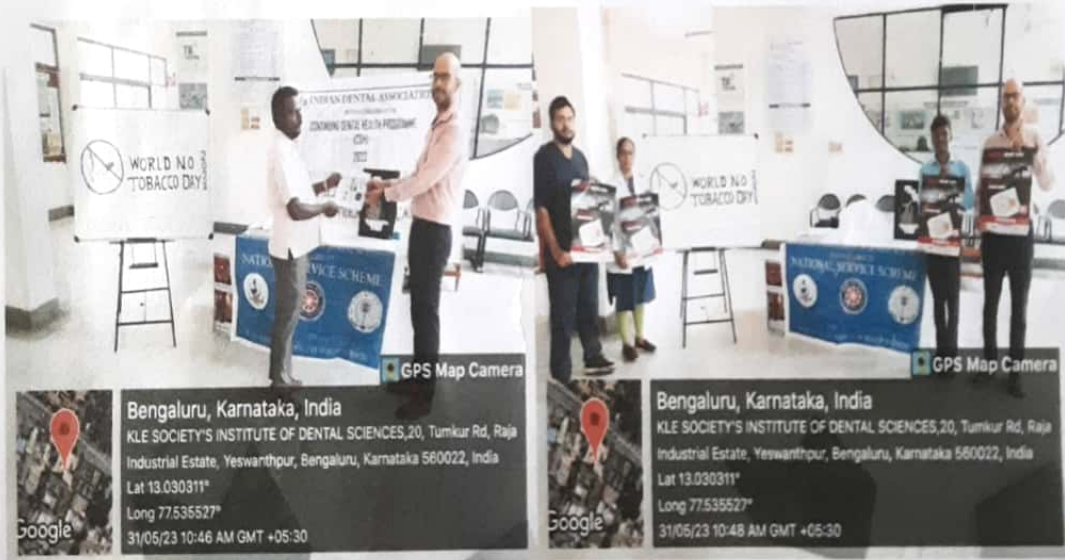 WORLD NO
TOBACCO DAY
INDIAN DENTAL ASSOCIATION
CONTINUING DENTAL HEALTH PROGRAMME
(CDH)
NATIONAL SERVICE SCHEME
GPS Map Camera
Bengaluru, Karnataka, India
KLE SOCIETY'S INSTITUTE OF DENTAL SCIENCES,20, Tumkur Rd, Raja
Industrial Estate, Yeswanthpur, Bengaluru, Karnataka 560022, India
Lat 13.030311°
Long 77.535527°
31/05/23 10:46 AM GMT +05:30
Google
WORLD NO
TOBACCO DAY
NATIONAL SERVICE SCHEME
GPS Map Camera
Bengaluru, Karnataka, India
KLE SOCIETY'S INSTITUTE OF DENTAL SCIENCES,20, Tumkur Rd, Raja
Industrial Estate, Yeswanthpur, Bengaluru, Karnataka 560022, India
Lat 13.030311°
Long 77.535527°
31/05/23 10:48 AM GMT +05:30
Google